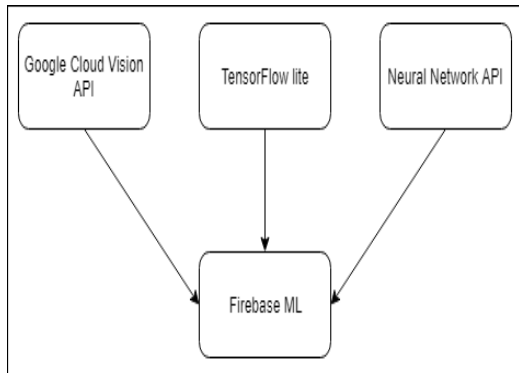 Google Cloud Vision
API
TensorFlow lite
Neural Network API
Firebase ML